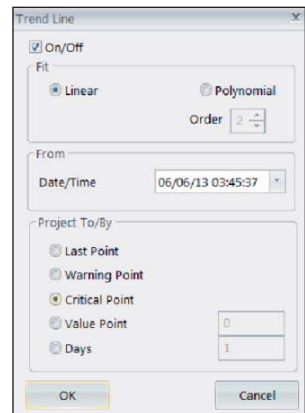 Trend Line x
On/Off
Fit
Linear Polynomial
Order 2
From
Date/Time 06/06/13 03:45:37
Project To/By
Last Point
Warning Point
Critical Point
Value Point 0
Days 1
OK Cancel